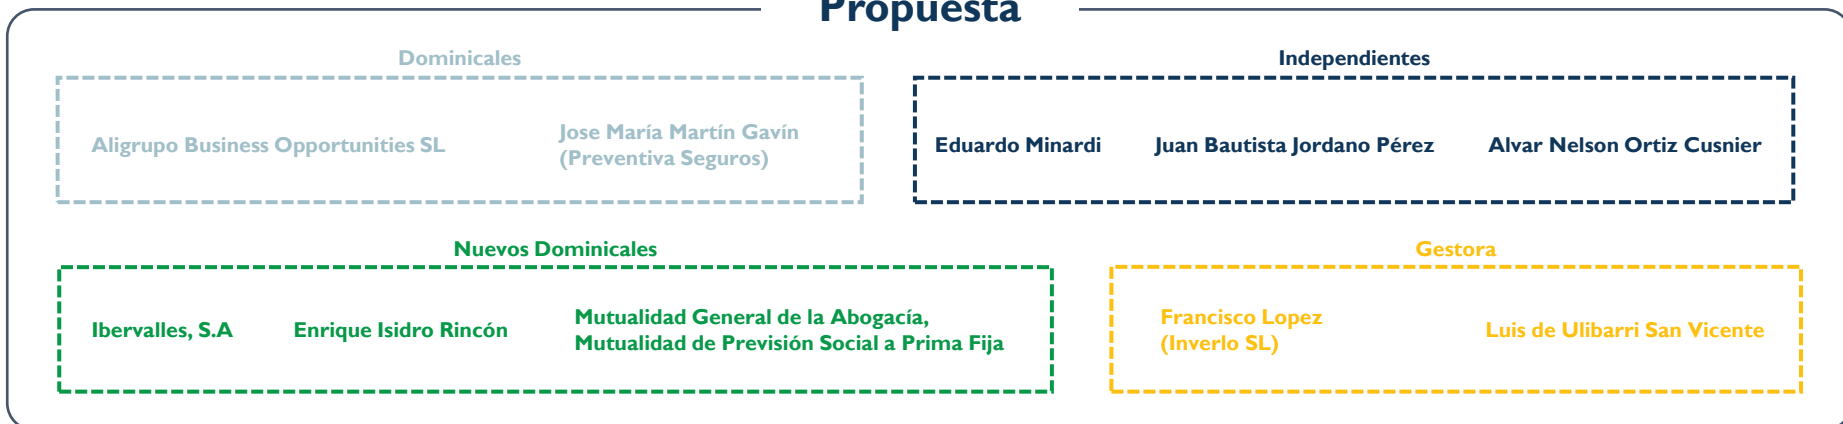 Propuesta
Dominicales
Aligrupo Business Opportunities SL
Jose María Martín Gavín
(Preventiva Seguros)
Independientes
Eduardo Minardi
Juan Bautista Jordano Pérez
Alvar Nelson Ortiz Cusnier
Nuevos Dominicales
Ibervalles, S.A
Enrique Isidro Rincón
Mutualidad General de la Abogacía,
Mutualidad de Previsión Social a Prima Fija
Gestora
Francisco Lopez
(Inverlo SL)
Luis de Ulibarri San Vicente